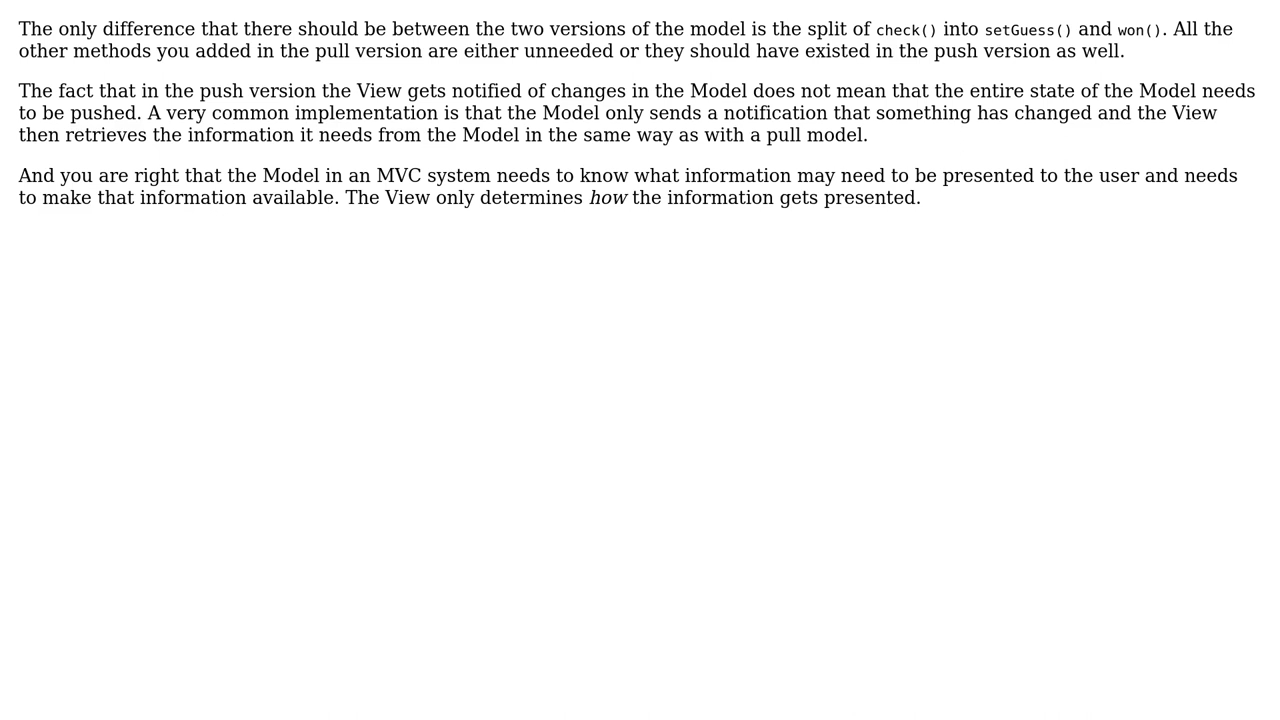 The only difference that there should be between the two versions of the model is the split of check() into setGuess() and won(). All the
other methods you added in the pull version are either unneeded or they should have existed in the push version as well.
The fact that in the push version the View gets notified of changes in the Model does not mean that the entire state of the Model needs
to be pushed. A very common implementation is that the Model only sends a notification that something has changed and the View
then retrieves the information it needs from the Model in the same way as with a pull model.
And you are right that the Model in an MVC system needs to know what information may need to be presented to the user and needs
to make that information available. The View only determines how the information gets presented.